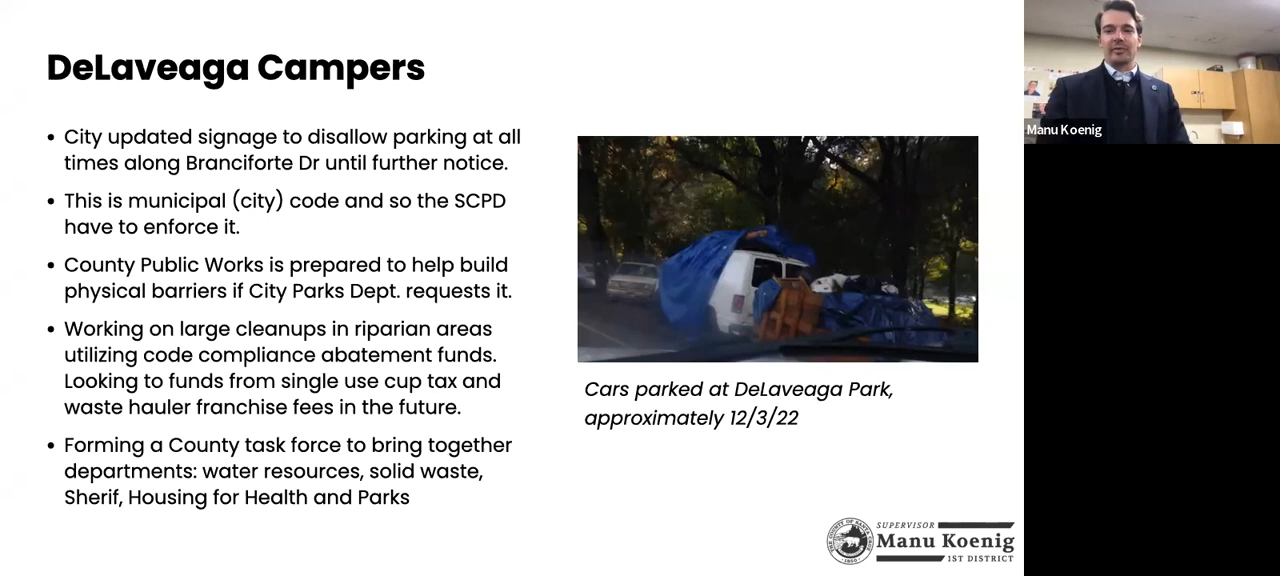 DeLaveaga Campers
• City updated signage to disallow parking at all
times along Branciforte Dr until further notice.
• This is municipal (city) code and so the SCPD
have to enforce it.
• County Public Works is prepared to help build
physical barriers if City Parks Dept. requests it.
• Working on large cleanups in riparian areas
utilizing code compliance abatement funds.
Looking to funds from single use cup tax and
waste hauler franchise fees in the future.
• Forming a County task force to bring together
departments: water resources, solid waste,
Sherif, Housing for Health and Parks
Cars parked at DeLaveaga Park,
approximately 12/3/22
SUPERVISOR
Manu Koenig
1ST DISTRICT
Manu Koenig